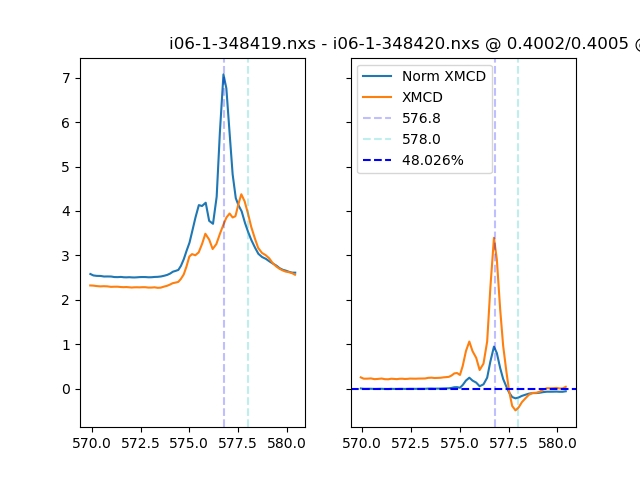 i06-1-348419.nxs - i06-1-348420.nxs @ 0.4002/0.4005 @
7
6
5
4
3
2
1
0
570.0 572.5 575.0 577.5 580.0
Norm XMCD
XMCD
576.8
578.0
48.026%
570.0 572.5 575.0 577.5 580.0